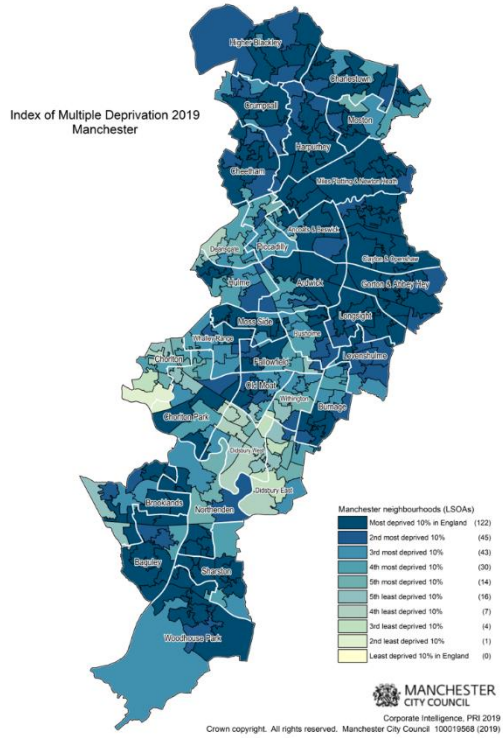 Index of Multiple Deprivation 2019
Manchester
Higher Blackley
Charlestown
Crumpsall
Moston
Harpurhey
Cheetham
Miles Platting & Newton Heath
Ancoats & Beswick
Deansgate
Piccadilly
Clayton & Openshaw
Gorton & Abbey Hey
Hulme
Ardwick
Longsight
Moss Side
Rusholme
Whalley Range
Levenshulme
Chorlton
Fallowfield
Old Moat
Withington
Burnage
Chorlton Park
Didsbury West
Didsbury East
Brooklands
Northenden
Baguley
Sharston
Woodhouse Park
Manchester neighbourhoods (LSOAs)
Most deprived 10% in England (122)
2nd most deprived 10% (45)
3rd most deprived 10% (43)
4th most deprived 10% (30)
5th most deprived 10% (14)
5th least deprived 10% (16)
4th least deprived 10% (7)
3rd least deprived 10% (4)
2nd least deprived 10% (1)
Least deprived 10% in England (0)
MANCHESTER
CITY COUNCIL
Corporate Intelligence, PRI 2019
Crown copyright. All rights reserved. Manchester City Council 100019568 (2019)